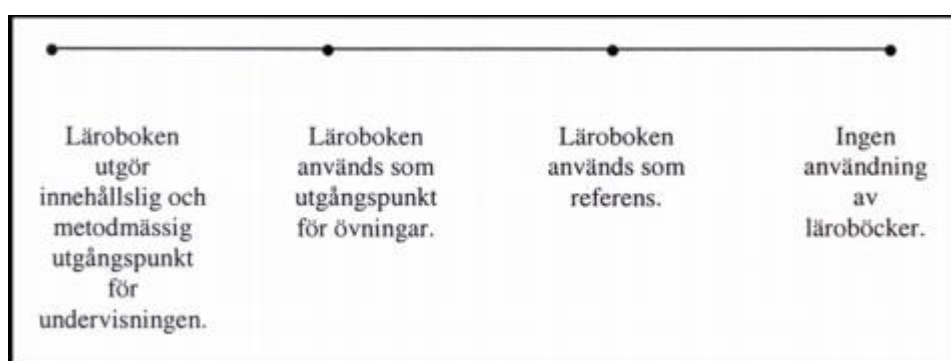 Läroboken
utgör
innehållslig och
metodmässig
utgångspunkt
för
undervisningen.
Läroboken
används som
utgångspunkt
för övningar.
Läroboken
används som
referens.
Ingen
användning
av
läroböcker.